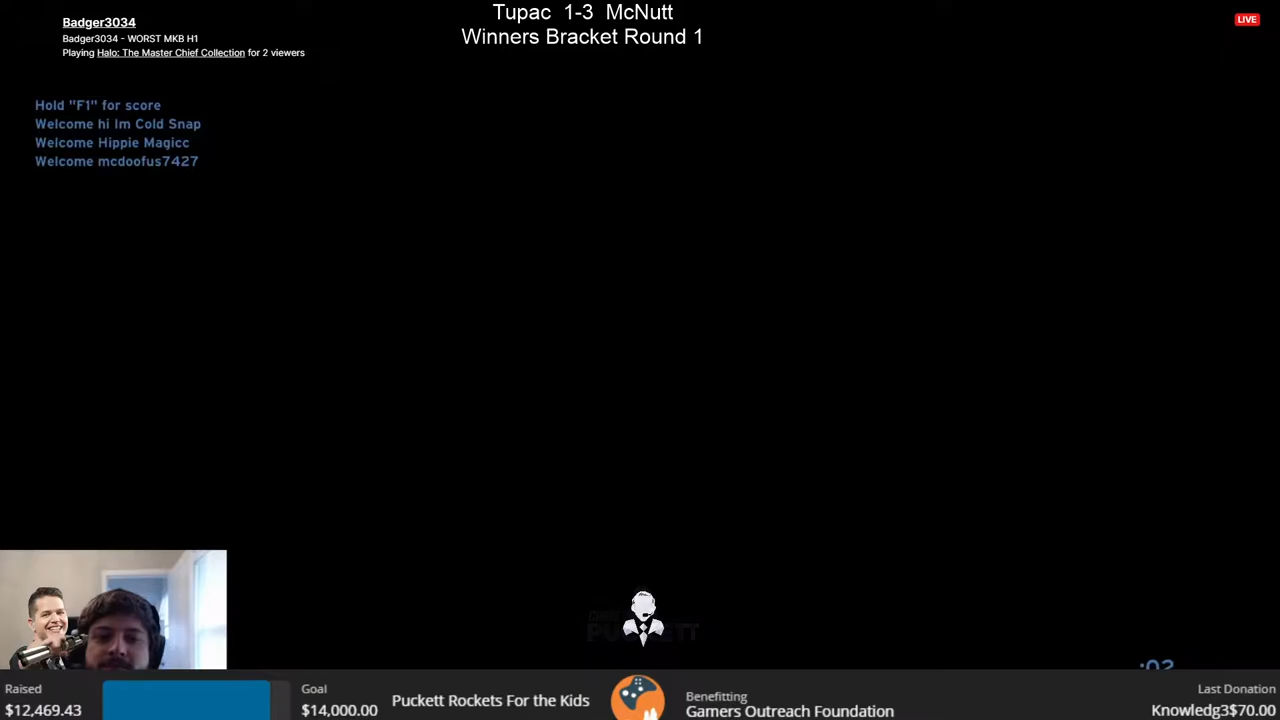 Tupac 1-3 McNutt
Winners Bracket Round 1
Badger3034
Badger3034 - WORST MKB H1
Playing Halo: The Master Chief Collection for 2 viewers
LIVE
Hold "F1" for score
Welcome hi Im Cold Snap
Welcome Hippie Magicc
Welcome mcdoofus7427
PUCKETT
:02
Raised
$12,469.43
Goal
$14,000.00
Puckett Rockets For the Kids
Benefitting
Gamers Outreach Foundation
Last Donation
Knowledg3$70.00